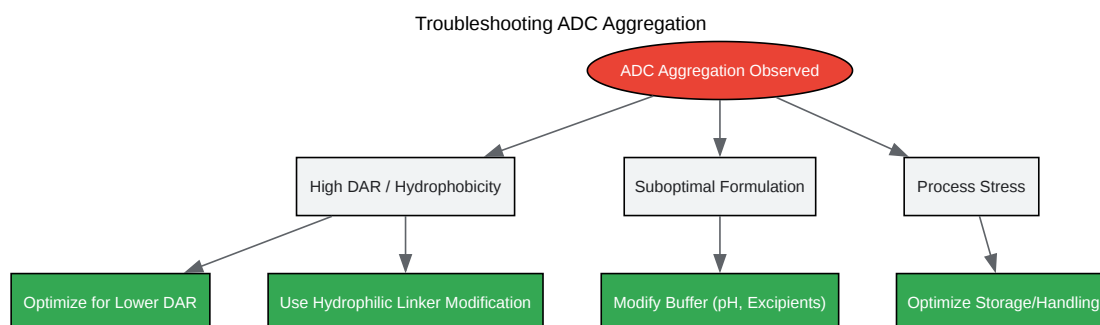 Troubleshooting ADC Aggregation
ADC Aggregation Observed
High DAR / Hydrophobicity
Suboptimal Formulation
Process Stress
Optimize for Lower DAR
Use Hydrophilic Linker Modification
Modify Buffer (pH, Excipients)
Optimize Storage/Handling